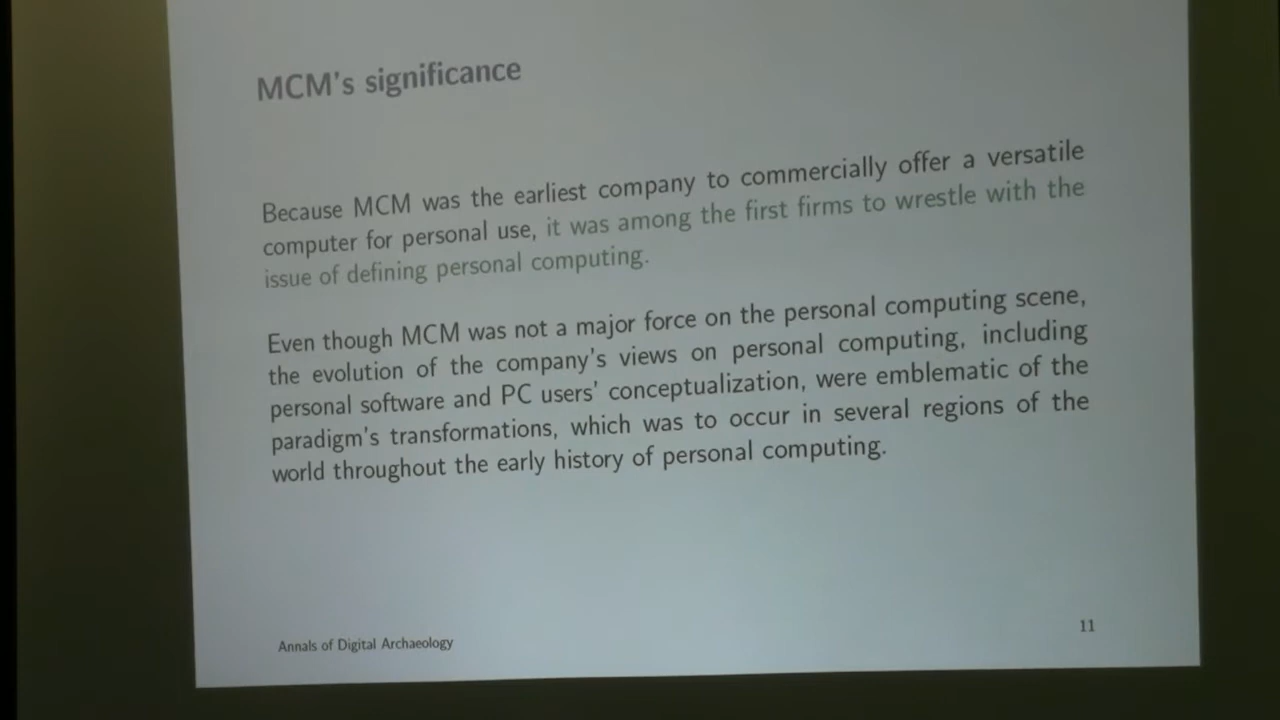 MCM's significance
Because MCM was the earliest company to commercially offer a versatile
computer for personal use, it was among the first firms to wrestle with the
issue of defining personal computing.
Even though MCM was not a major force on the personal computing scene,
the evolution of the company's views on personal computing, including
personal software and PC users' conceptualization, were emblematic of the
paradigm's transformations, which was to occur in several regions of the
world throughout the early history of personal computing.
Annals of Digital Archaeology
11